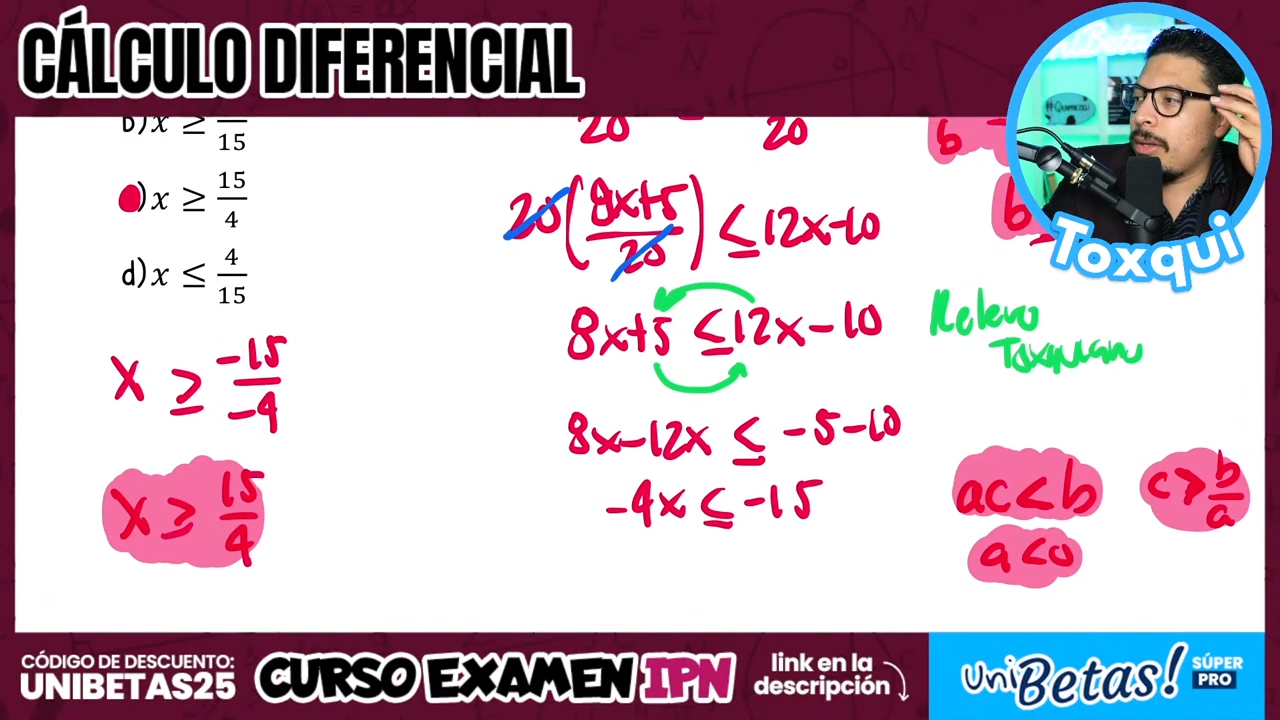 CÁLCULO DIFERENCIAL
b) x ≥ 
15
c) x ≥ 15/4
d) x ≤ 4/15
x ≥ -15/-4
x ≥ 15/4
20 20
20(8x+5/20) ≤ 12x-10
8x+5 ≤ 12x-10
8x-12x ≤ -5-10
-4x ≤ -15
b
b
Relevo
ac<b
c>b/a
a<0
Toxqui
CÓDIGO DE DESCUENTO:
UNIBETAS25
CURSO EXAMEN IPN
link en la
descripción
UniBetas! SÚPER
PRO